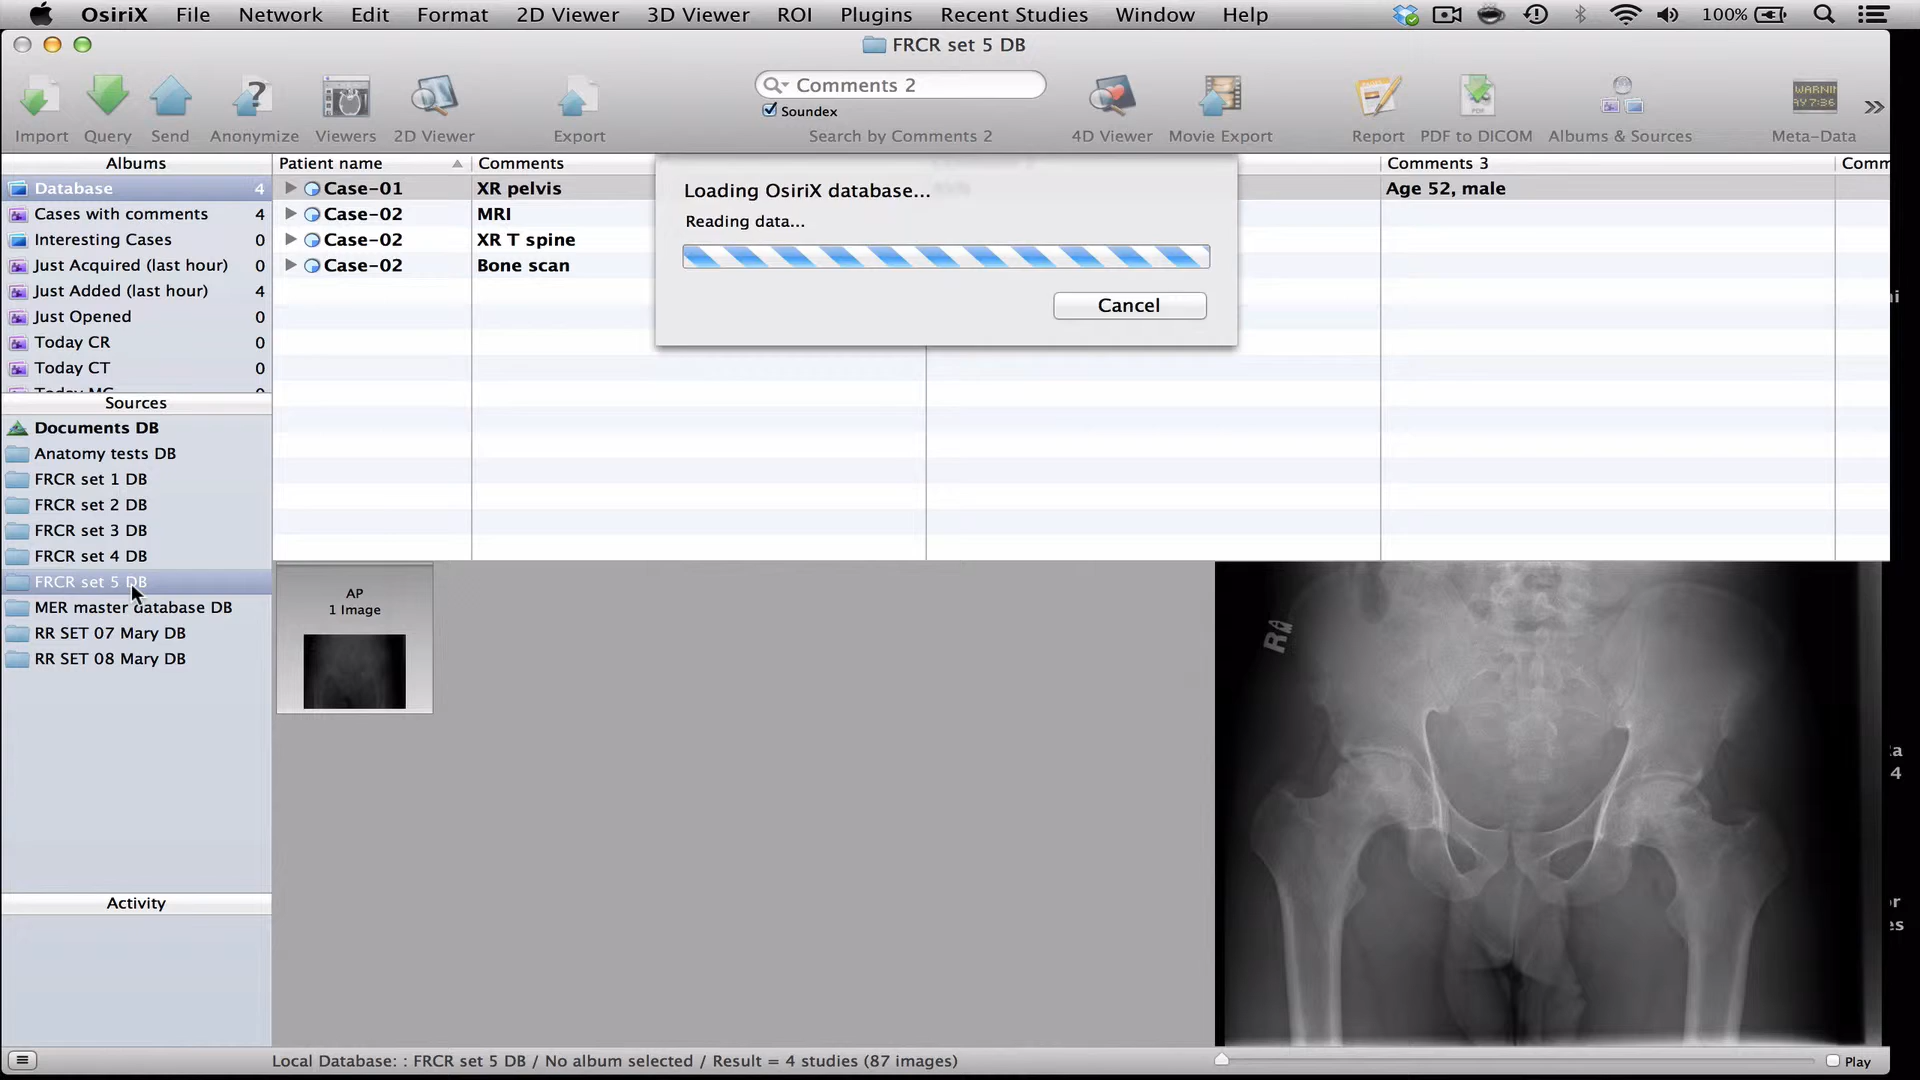 OsiriX File Network Edit Format 2D Viewer 3D Viewer ROI Plugins Recent Studies Window Help 100%
FRCR set 5 DB
Comments 2
Soundex
Import Query Send Anonymize Viewers 2D Viewer Export Search by Comments 2 4D Viewer Movie Export Report PDF to DICOM Albums & Sources Meta-Data
Albums
Database 4
Cases with comments 4
Interesting Cases 0
Just Acquired (last hour) 0
Just Added (last hour) 4
Just Opened 0
Today CR 0
Today CT 0
Sources
Documents DB
Anatomy tests DB
FRCR set 1 DB
FRCR set 2 DB
FRCR set 3 DB
FRCR set 4 DB
FRCR set 5 DB
MER master database DB
RR SET 07 Mary DB
RR SET 08 Mary DB
Activity
Patient name Comments Comments 3 Comm
Case-01 XR pelvis Age 52, male
Case-02 MRI
Case-02 XR T spine
Case-02 Bone scan
Loading OsiriX database...
Reading data...
Cancel
AP
1 Image
R
Local Database: : FRCR set 5 DB / No album selected / Result = 4 studies (87 images)
Play